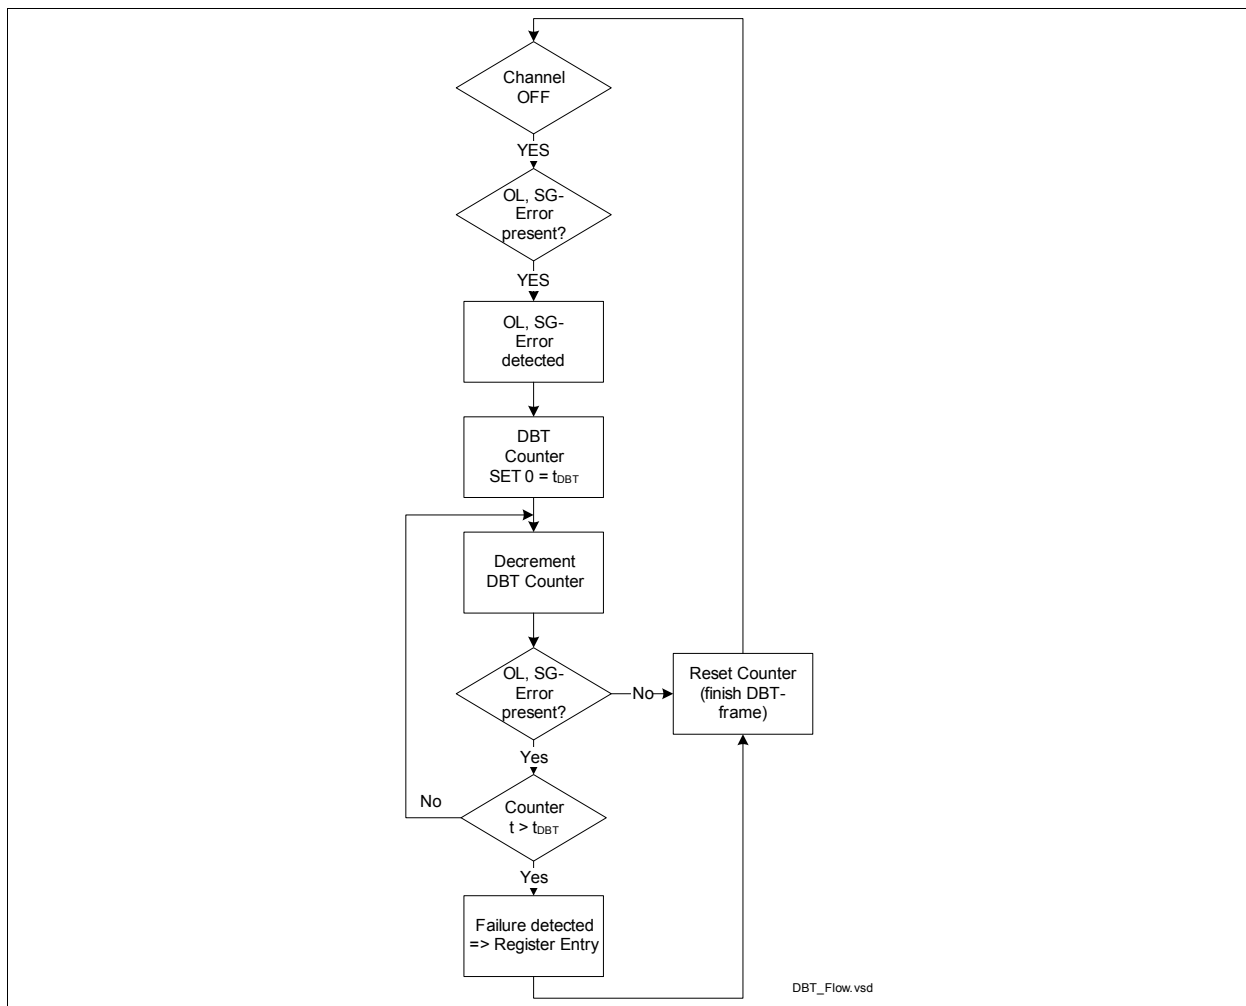 Channel
OFF
YES
OL, SG-
Error
present?
YES
OL, SG-
Error
detected
DBT
Counter
SET 0 = tDBT
Decrement
DBT Counter
OL, SG-
Error
present?
No
Reset Counter
(finish DBT-
frame)
Yes
No
Counter
t > tDBT
Yes
Failure detected
=> Register Entry
DBT_Flow.vsd